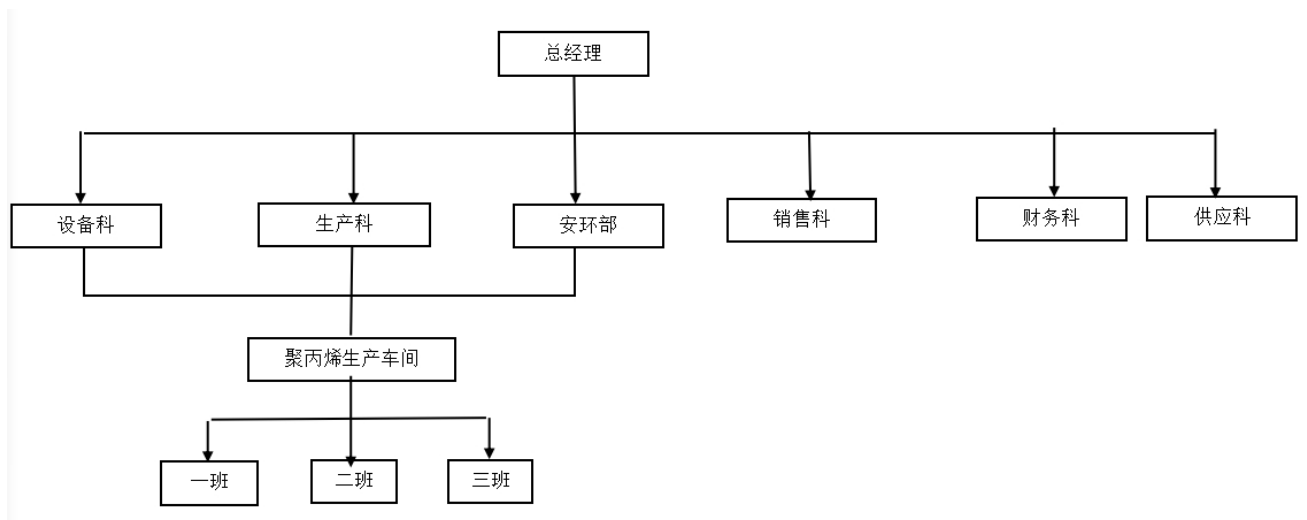 总经理
设备科
生产科
安环部
销售科
财务科
供应科
聚丙烯生产车间
一班
二班
三班